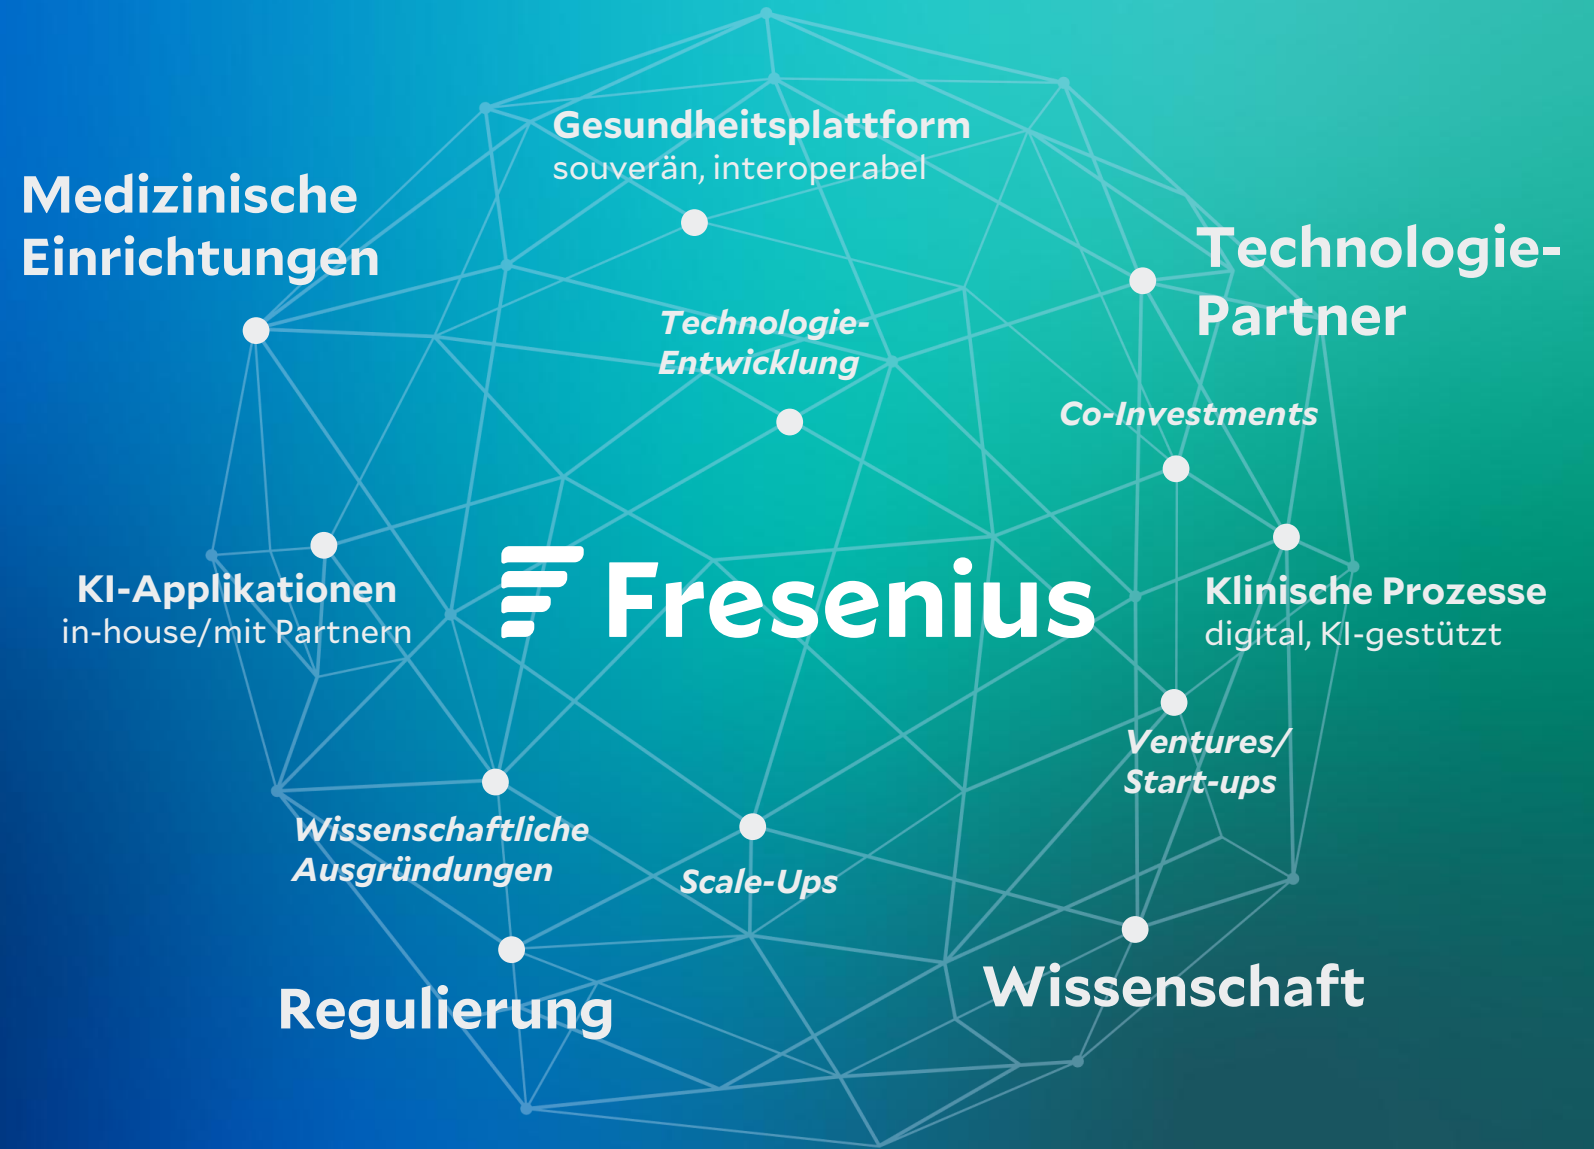 Gesundheitsplattform
souverän, interoperabel
Medizinische
Einrichtungen
Technologie-
Partner
Technologie-
Entwicklung
Co-Investments
KI-Applikationen
in-house/mit Partnern
Fresenius
Klinische Prozesse
digital, KI-gestützt
Ventures/
Start-ups
Wissenschaftliche
Ausgründungen
Scale-Ups
Regulierung
Wissenschaft